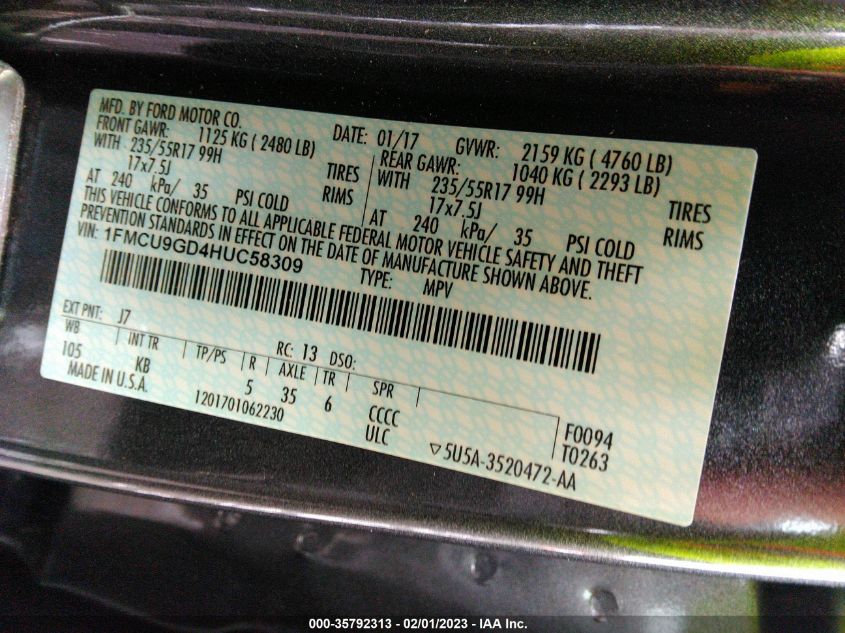 MFD. BY FORD MOTOR CO.
DATE: 01/17 GVWR: 2159 KG ( 4760 LB)
FRONT GAWR: 1125 KG ( 2480 LB) REAR GAWR: 1040 KG ( 2293 LB)
WITH 235/55R17 99H TIRES WITH 235/55R17 99H TIRES
17x7.5J RIMS 17x7.5J RIMS
AT 240 kPa/ 35 PSI COLD AT 240 kPa/ 35 PSI COLD
THIS VEHICLE CONFORMS TO ALL APPLICABLE FEDERAL MOTOR VEHICLE SAFETY AND THEFT
PREVENTION STANDARDS IN EFFECT ON THE DATE OF MANUFACTURE SHOWN ABOVE.
VIN: 1FMCU9GD4HUC58309 TYPE: MPV
EXT PNT: J7 RC: 13 DSO:
WB INT TR TP/PS R AXLE TR SPR
105 KB 5 35 6 CCCC F0094
MADE IN U.S.A. 1201701062230 ULC T0263
▽5U5A-3520472-AA
000-35792313 - 02/01/2023 - IAA Inc.